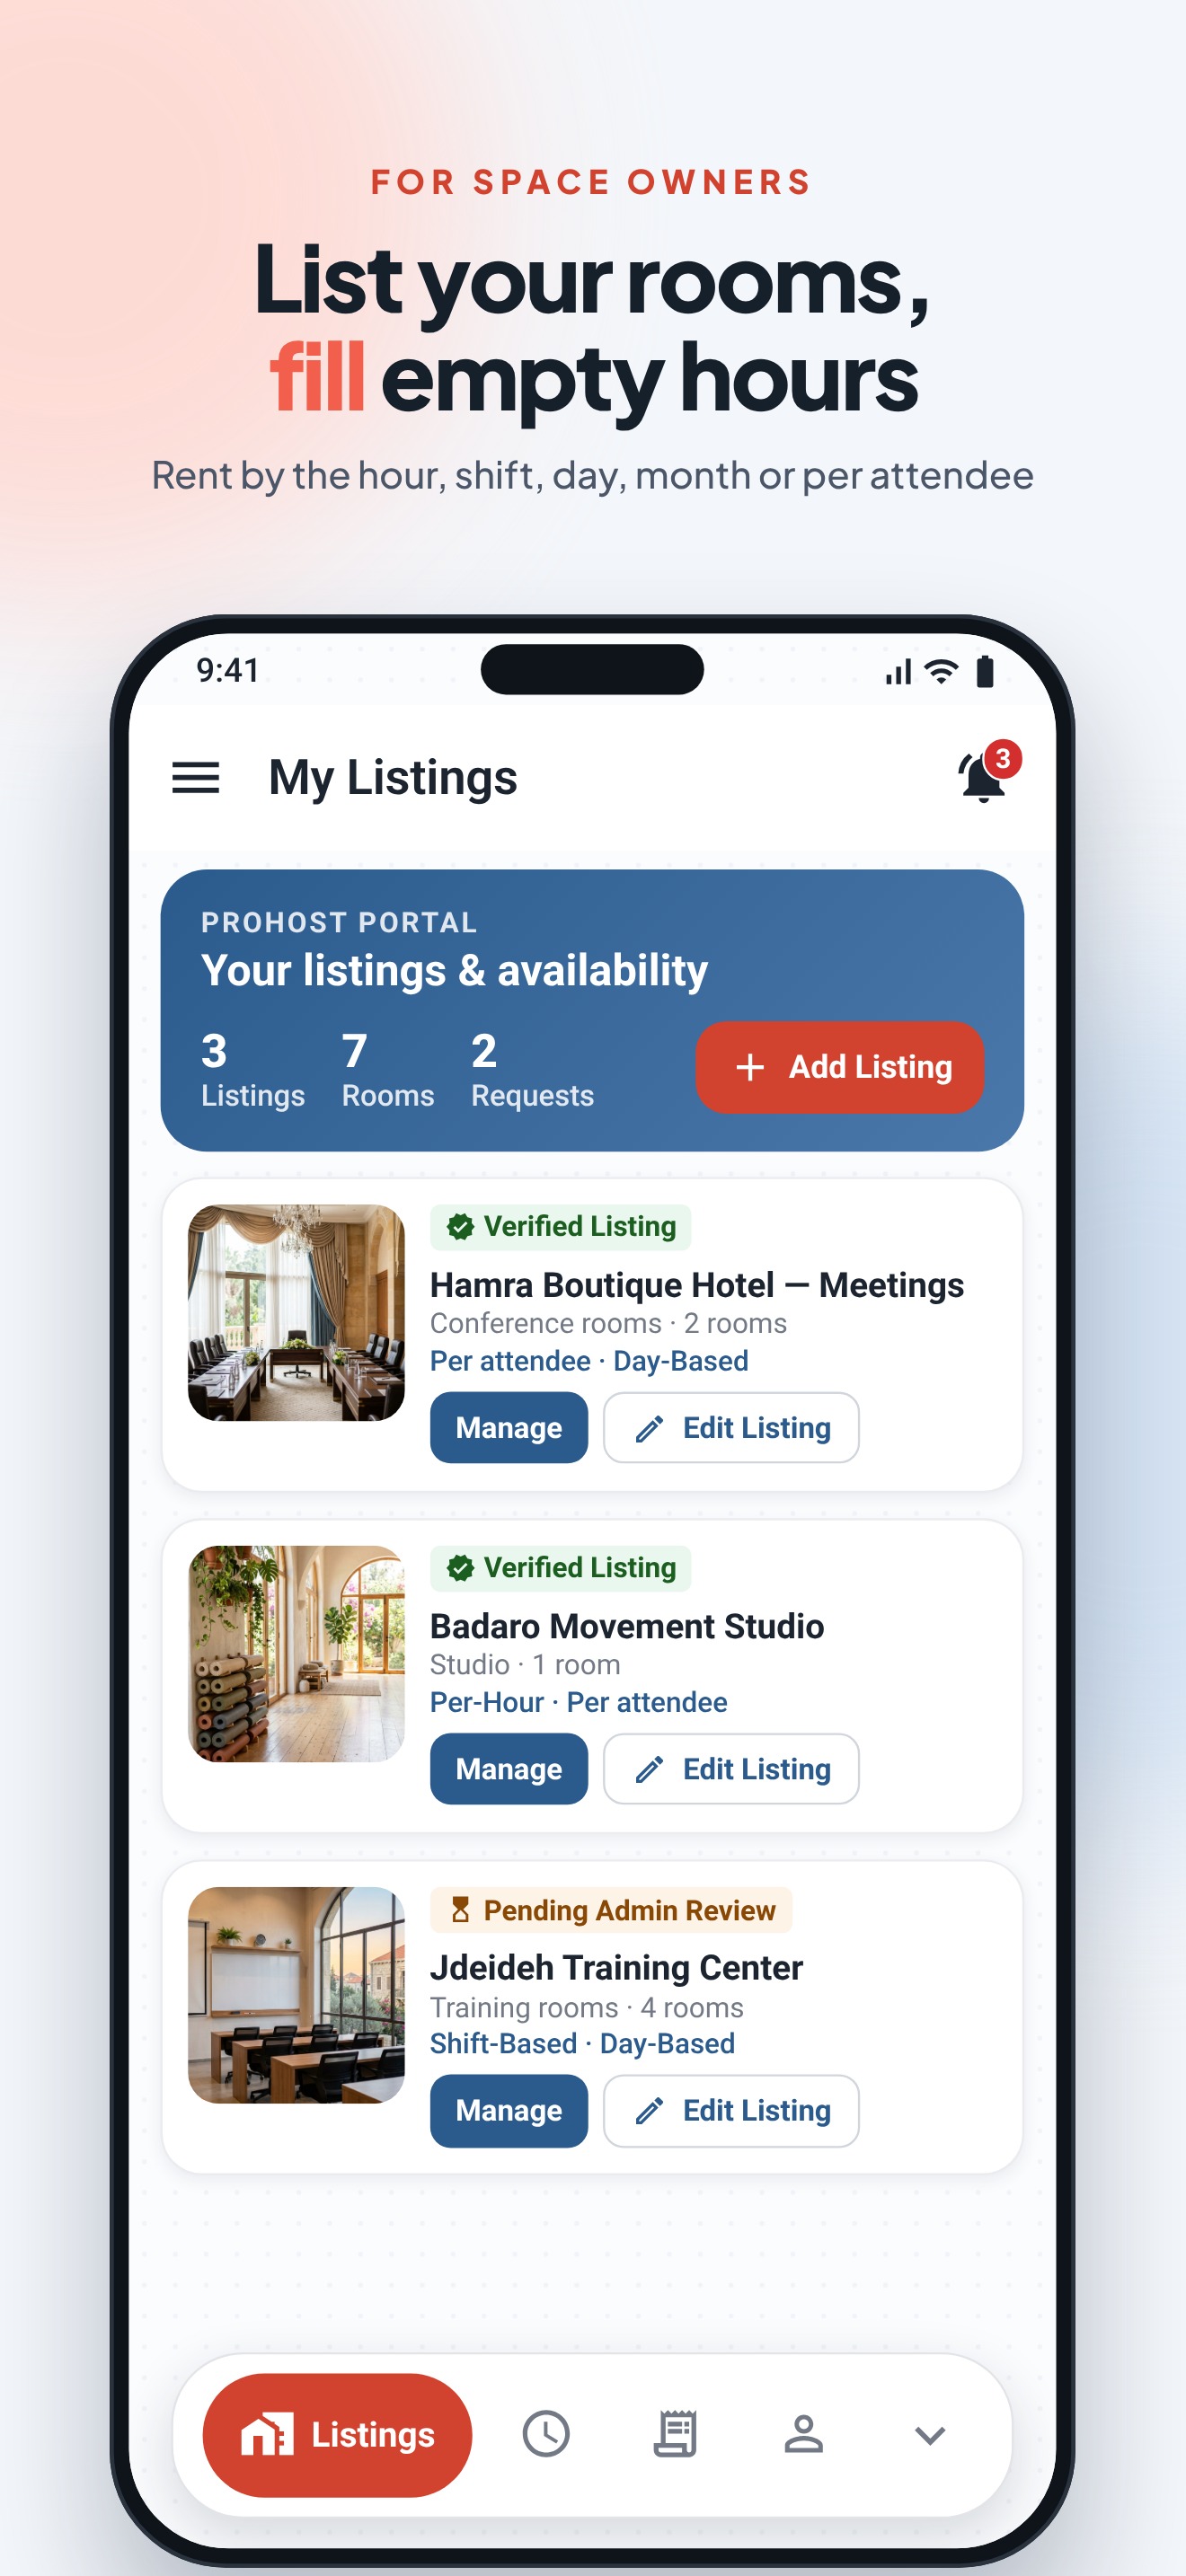 FOR SPACE OWNERS
List your rooms,
fill empty hours
Rent by the hour, shift, day, month or per attendee
9:41
My Listings
3
PROHOST PORTAL
Your listings & availability
3 7 2
Listings Rooms Requests
+ Add Listing
Verified Listing
Hamra Boutique Hotel — Meetings
Conference rooms · 2 rooms
Per attendee · Day-Based
Manage Edit Listing
Verified Listing
Badaro Movement Studio
Studio · 1 room
Per-Hour · Per attendee
Manage Edit Listing
Pending Admin Review
Jdeideh Training Center
Training rooms · 4 rooms
Shift-Based · Day-Based
Manage Edit Listing
Listings